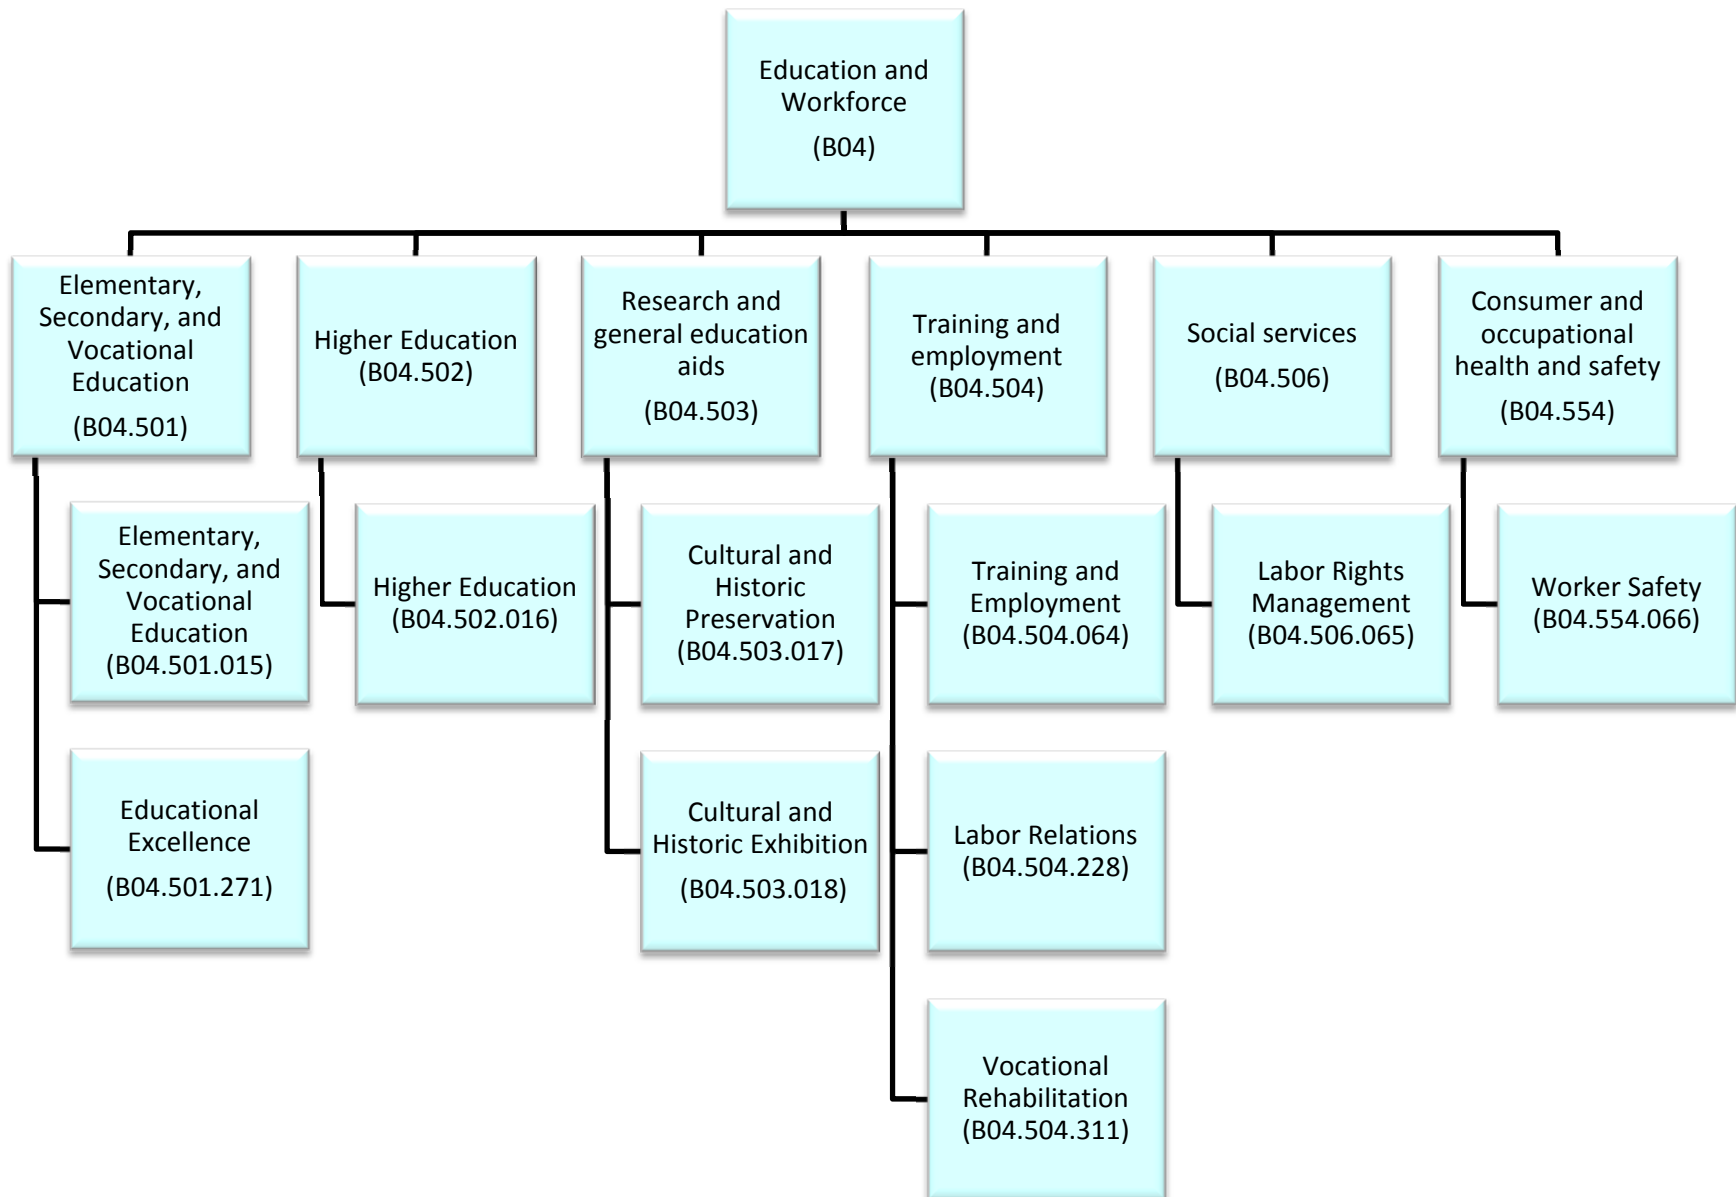 Education and
Workforce
(B04)
Elementary,
Secondary, and
Vocational
Education
(B04.501)
Higher Education
(B04.502)
Research and
general education
aids
(B04.503)
Training and
employment
(B04.504)
Social services
(B04.506)
Consumer and
occupational
health and safety
(B04.554)
Elementary,
Secondary, and
Vocational
Education
(B04.501.015)
Higher Education
(B04.502.016)
Cultural and
Historic
Preservation
(B04.503.017)
Training and
Employment
(B04.504.064)
Labor Rights
Management
(B04.506.065)
Worker Safety
(B04.554.066)
Educational
Excellence
(B04.501.271)
Cultural and
Historic Exhibition
(B04.503.018)
Labor Relations
(B04.504.228)
Vocational
Rehabilitation
(B04.504.311)